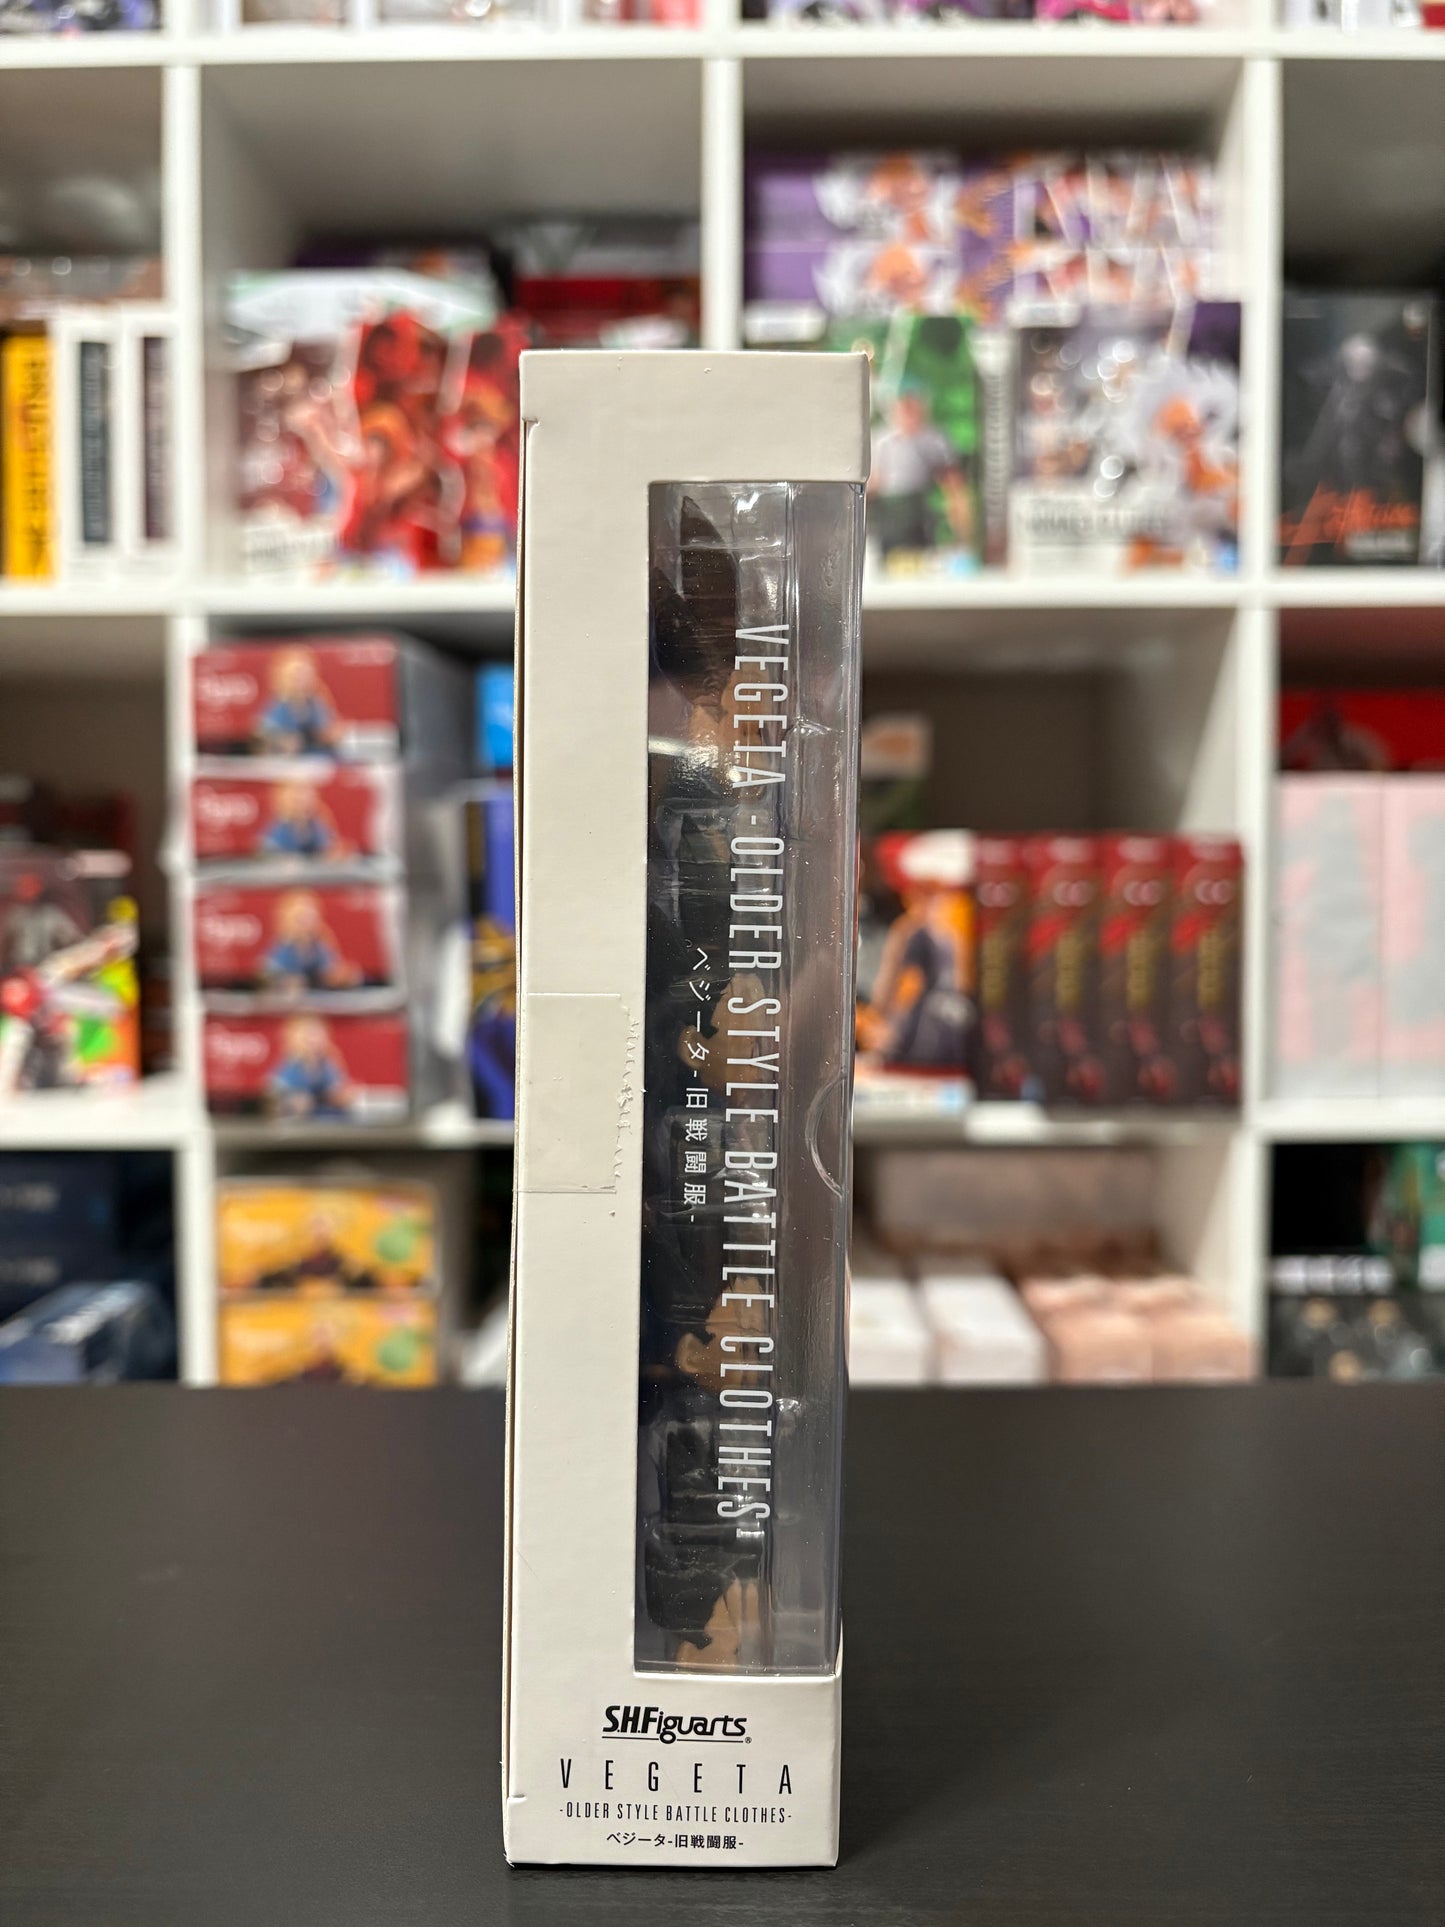 VEGETA -OLDER STYLE BATTLE CLOTHES-
ベジータ-旧戦闘服-
S.H.Figuarts®
VEGETA
-OLDER STYLE BATTLE CLOTHES-
ベジータ-旧戦闘服-